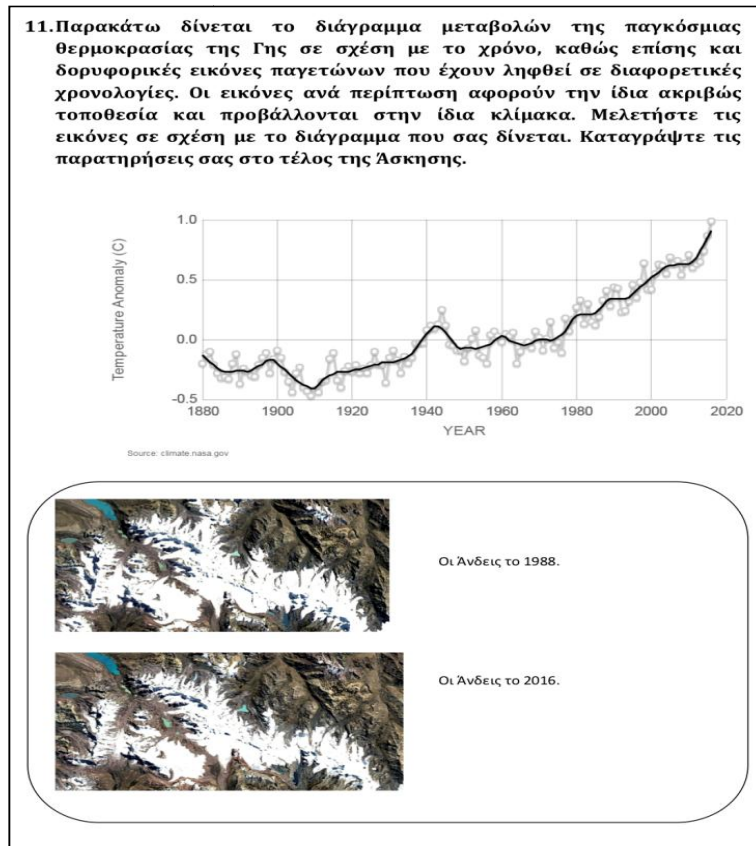 11.Παρακάτω δίνεται το διάγραμμα μεταβολών της παγκόσμιας
θερμοκρασίας της Γης σε σχέση με το χρόνο, καθώς επίσης και
δορυφορικές εικόνες παγετώνων που έχουν ληφθεί σε διαφορετικές
χρονολογίες. Οι εικόνες ανά περίπτωση αφορούν την ίδια ακριβώς
τοποθεσία και προβάλλονται στην ίδια κλίμακα. Μελετήστε τις
εικόνες σε σχέση με το διάγραμμα που σας δίνεται. Καταγράψτε τις
παρατηρήσεις σας στο τέλος της Άσκησης.
Temperature Anomaly (C)
1.0
0.5
0.0
-0.5
1880 1900 1920 1940 1960 1980 2000 2020
YEAR
Source: climate.nasa.gov
Οι Άνδεις το 1988.
Οι Άνδεις το 2016.